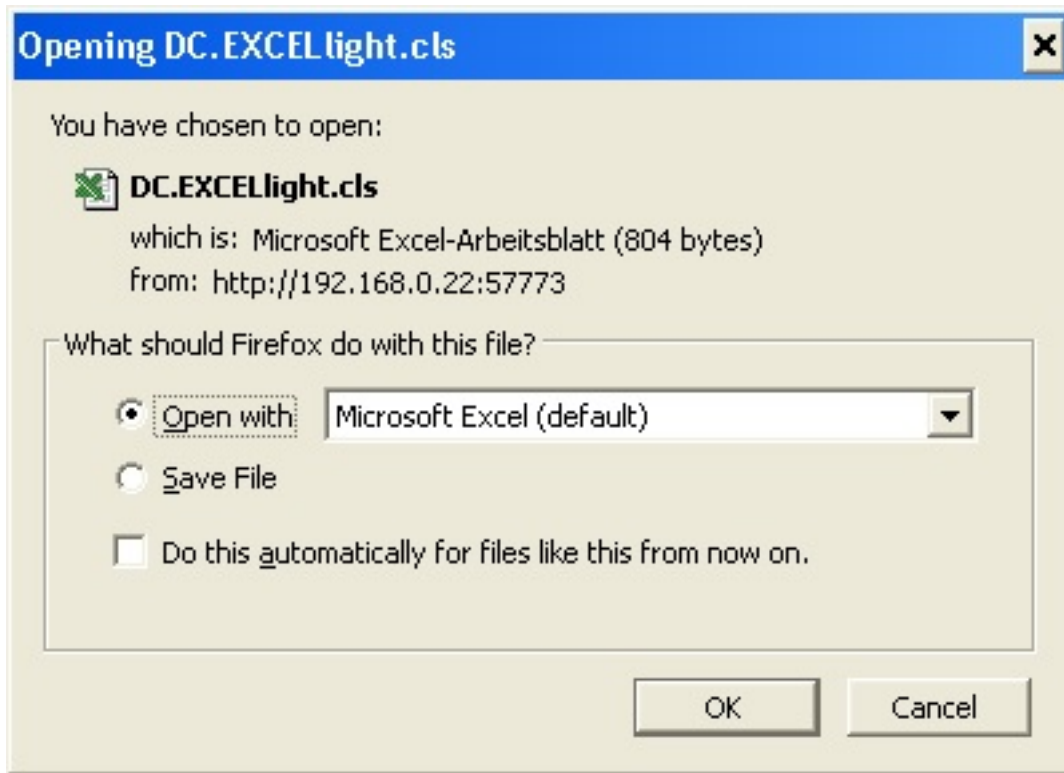 Opening DC.EXCELlight.cls
You have chosen to open:
DC.EXCELlight.cls
which is: Microsoft Excel-Arbeitsblatt (804 bytes)
from: http://192.168.0.22:57773
What should Firefox do with this file?
Open with Microsoft Excel (default)
Save File
Do this automatically for files like this from now on.
OK Cancel